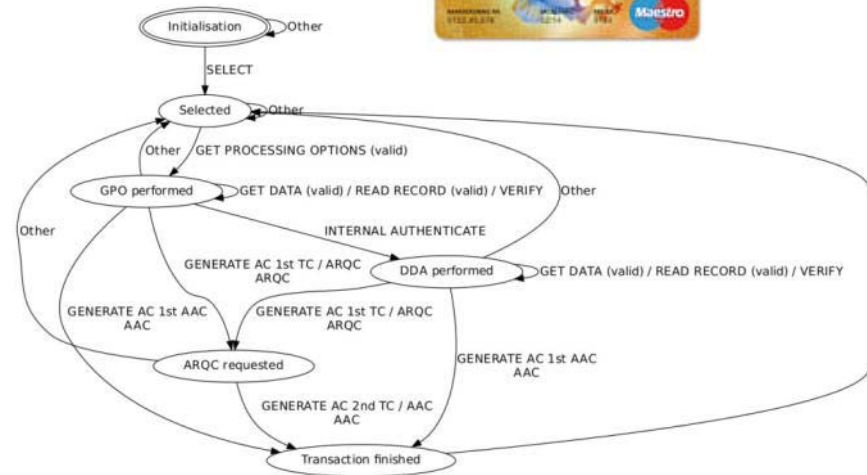 Maestro
Initialisation
Other
SELECT
Selected
Other
Other
GET PROCESSING OPTIONS (valid)
GPO performed
GET DATA (valid) / READ RECORD (valid) / VERIFY
Other
Other
INTERNAL AUTHENTICATE
GENERATE AC 1st TC / ARQC
ARQC
DDA performed
GET DATA (valid) / READ RECORD (valid) / VERIFY
GENERATE AC 1st AAC
AAC
GENERATE AC 1st TC / ARQC
ARQC
ARQC requested
GENERATE AC 1st AAC
AAC
GENERATE AC 2nd TC / AAC
AAC
Transaction finished